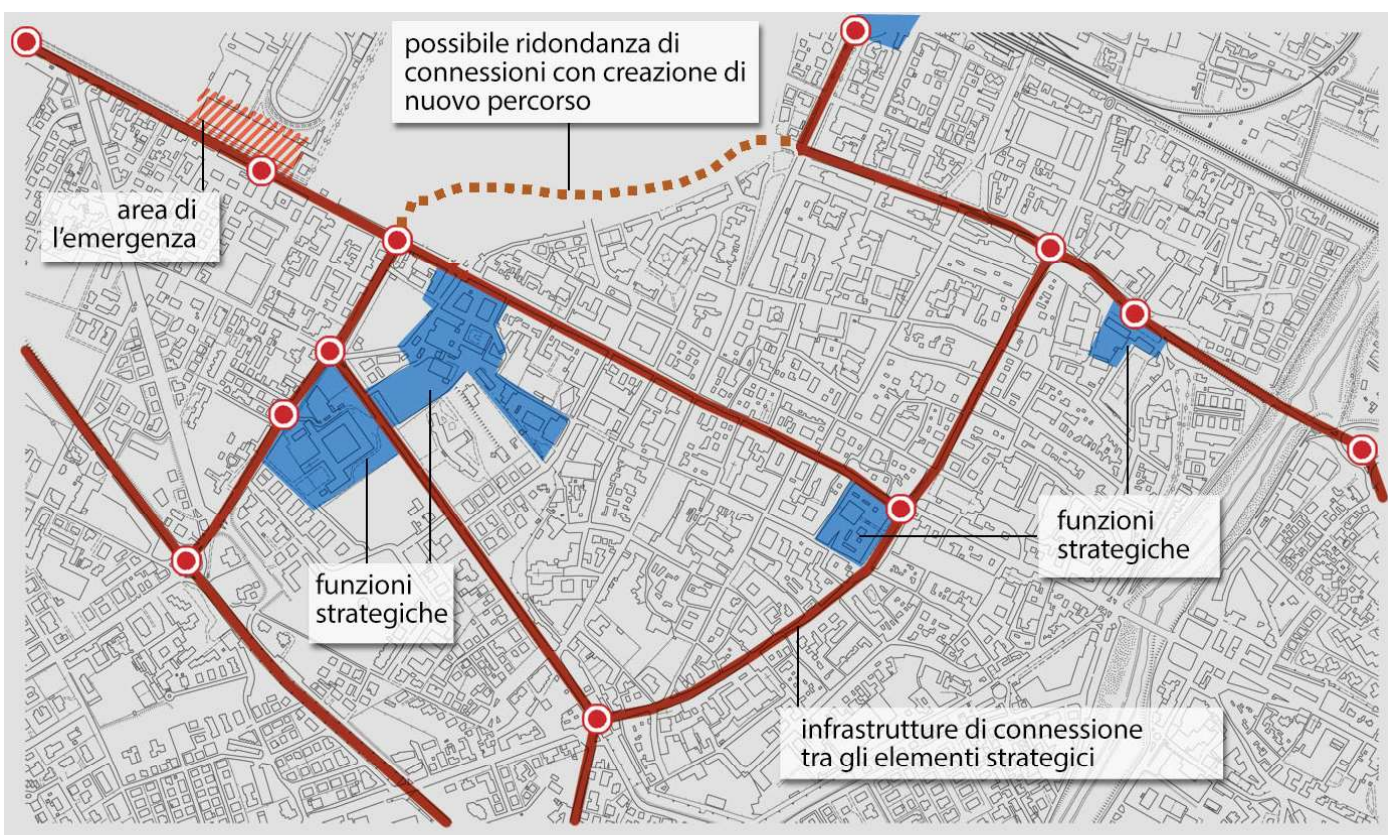 possibile ridondanza di
connessioni con creazione di
nuovo percorso
area di
l'emergenza
funzioni
strategiche
funzioni
strategiche
infrastrutture di connessione
tra gli elementi strategici